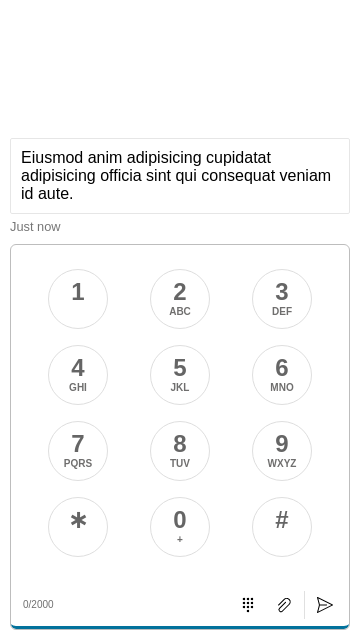 Eiusmod anim adipisicing cupidatat
adipisicing officia sint qui consequat veniam
id aute.
Just now
1
2
ABC
3
DEF
4
GHI
5
JKL
6
MNO
7
PQRS
8
TUV
9
WXYZ
*
0
+
#
0/2000